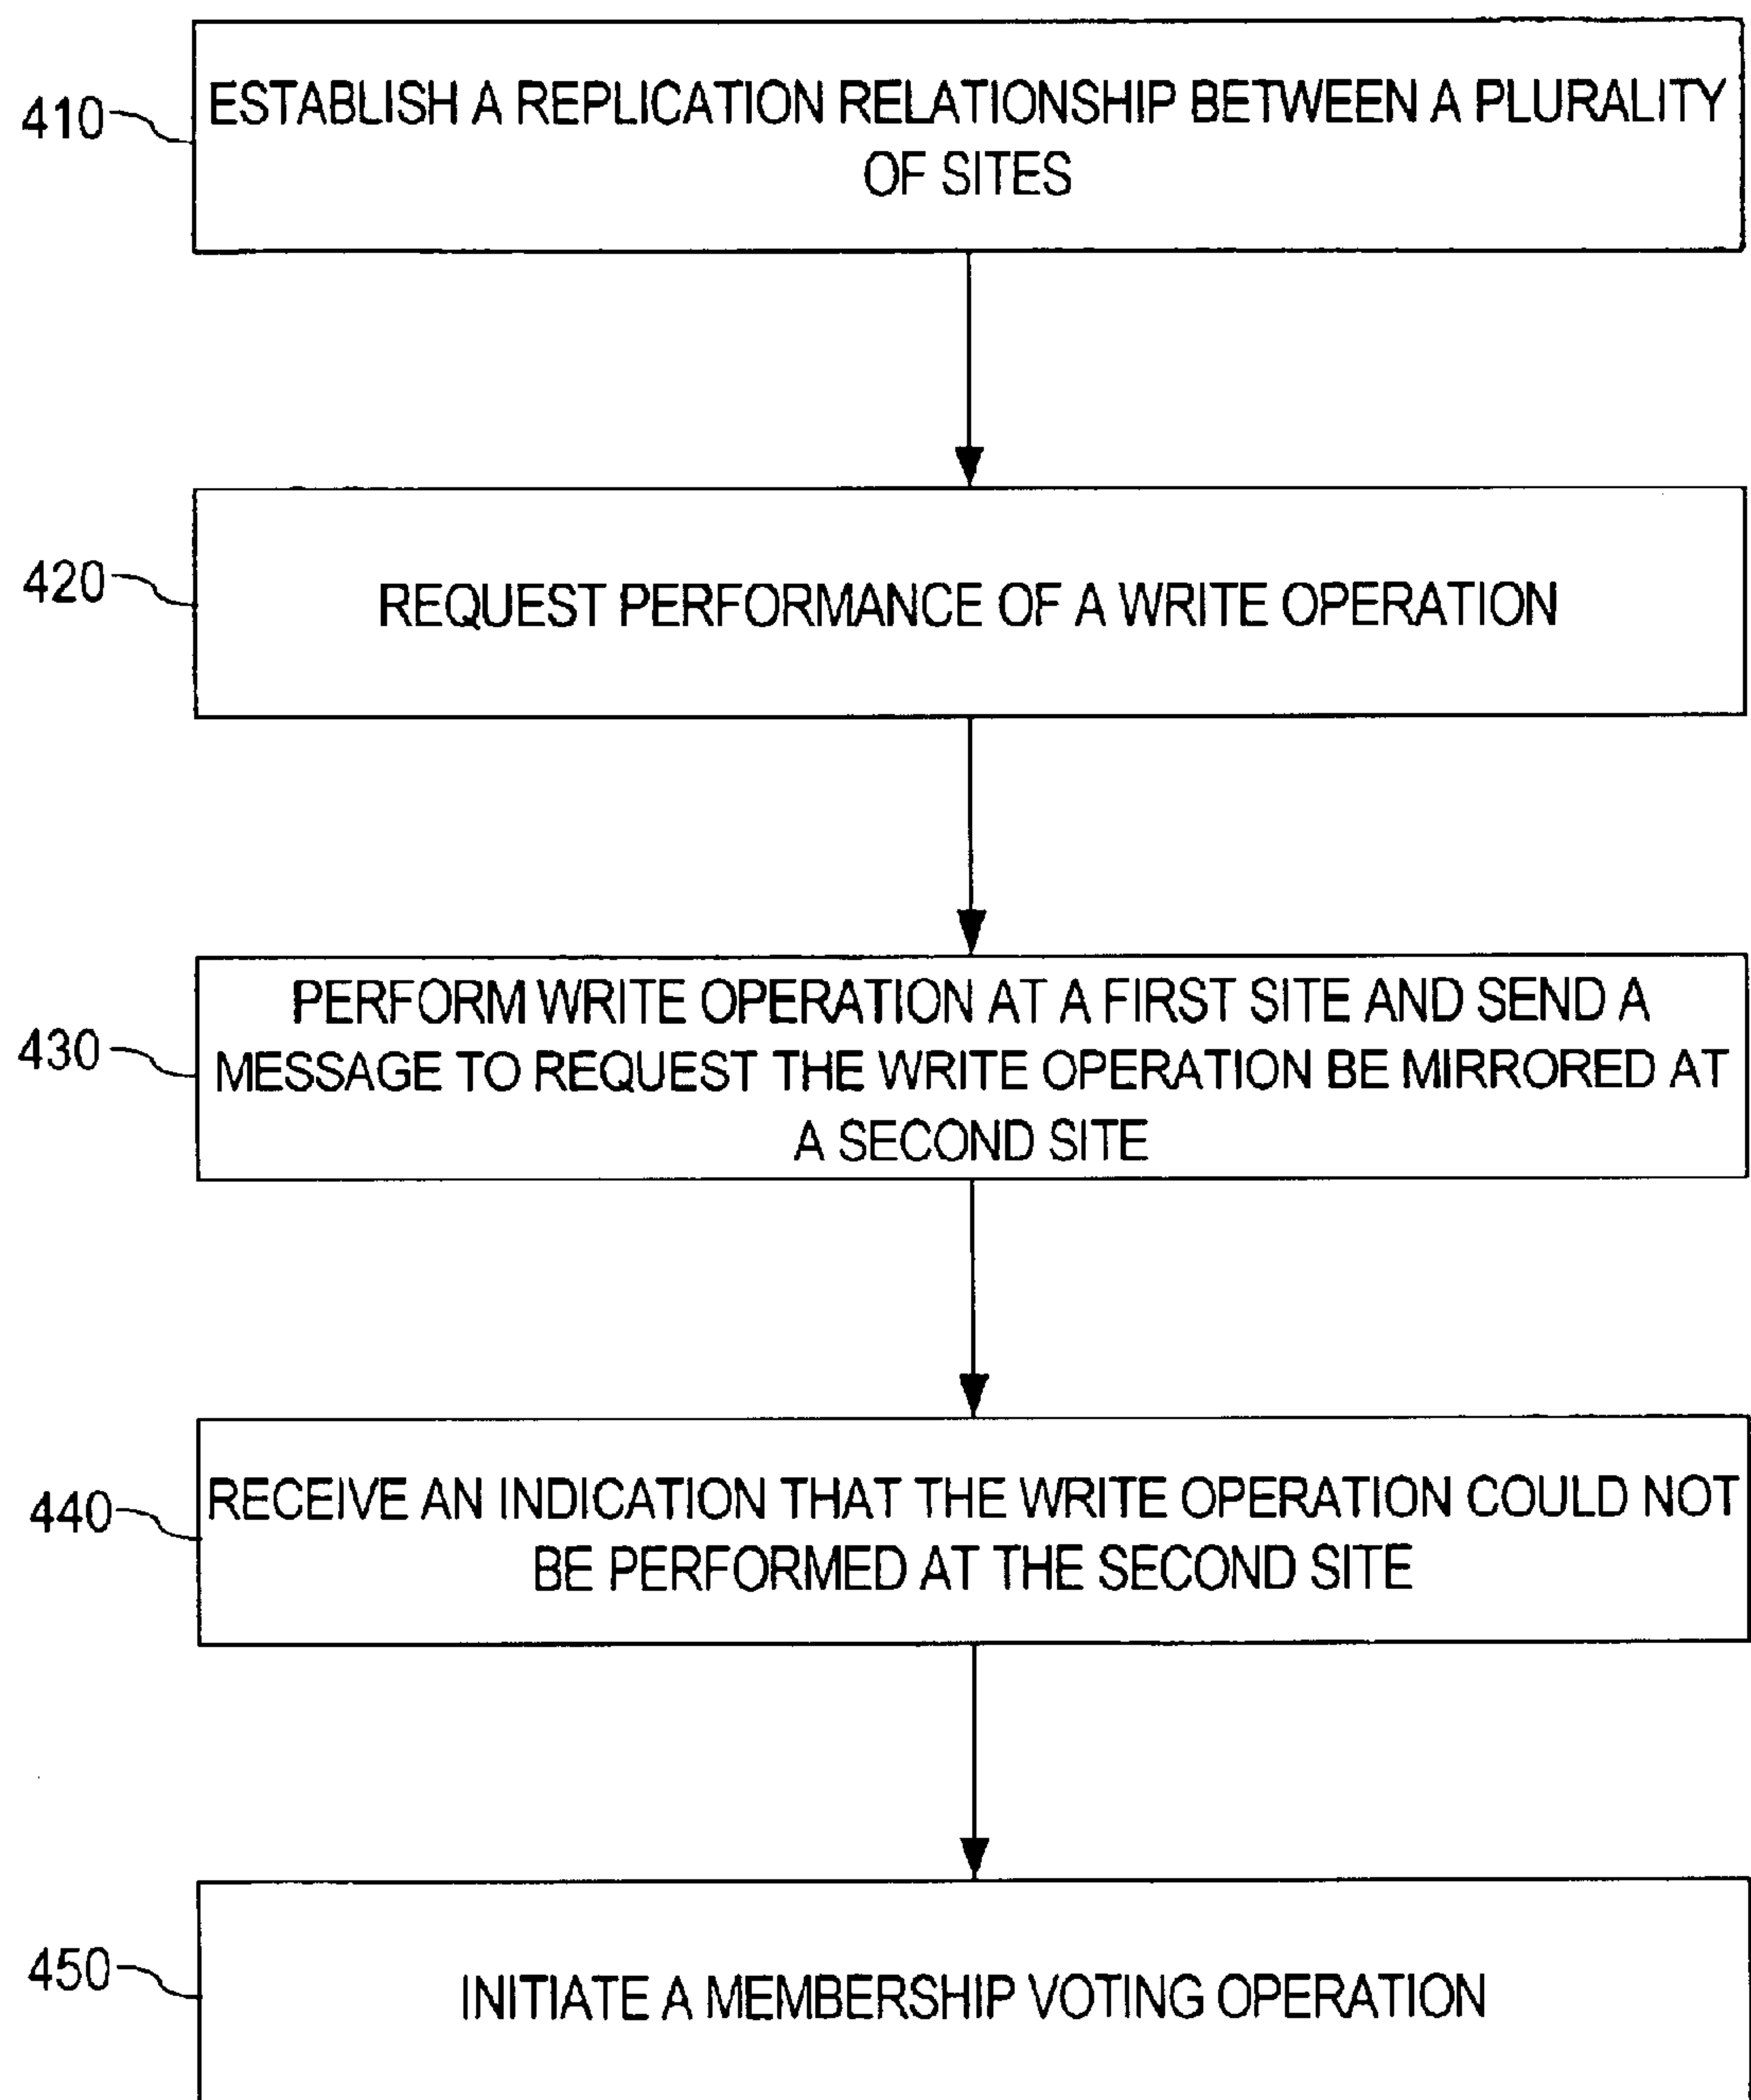 410
ESTABLISH A REPLICATION RELATIONSHIP BETWEEN A PLURALITY
OF SITES
420
REQUEST PERFORMANCE OF A WRITE OPERATION
430
PERFORM WRITE OPERATION AT A FIRST SITE AND SEND A
MESSAGE TO REQUEST THE WRITE OPERATION BE MIRRORED AT
A SECOND SITE
440
RECEIVE AN INDICATION THAT THE WRITE OPERATION COULD NOT
BE PERFORMED AT THE SECOND SITE
450
INITIATE A MEMBERSHIP VOTING OPERATION